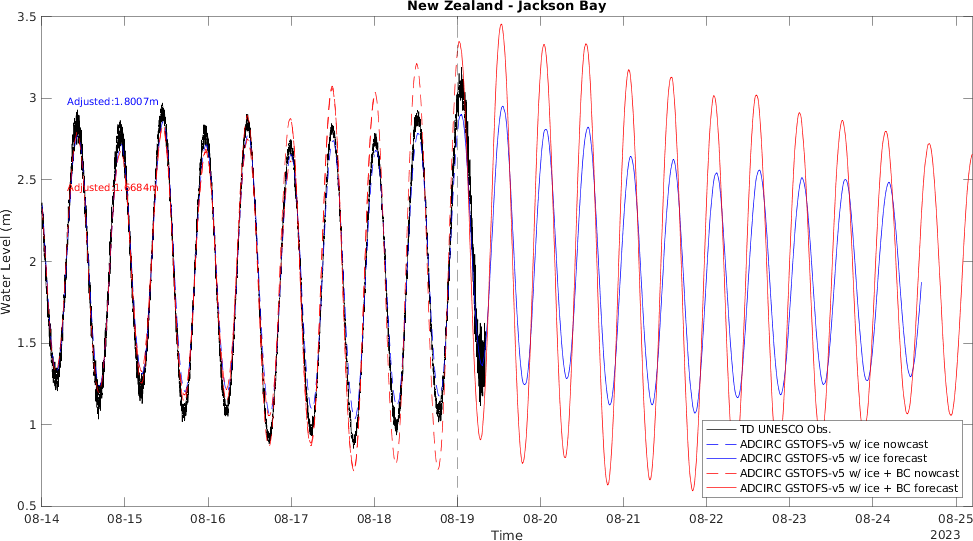 New Zealand - Jackson Bay
3.5
3
2.5
2
1.5
1
0.5
Water Level (m)
Adjusted:1.8007m
Adjusted:1.6684m
TD UNESCO Obs.
ADCIRC GSTOFS-v5 w/ ice nowcast
ADCIRC GSTOFS-v5 w/ ice forecast
ADCIRC GSTOFS-v5 w/ ice + BC nowcast
ADCIRC GSTOFS-v5 w/ ice + BC forecast
08-14 08-15 08-16 08-17 08-18 08-19 08-20 08-21 08-22 08-23 08-24 08-25
Time
2023